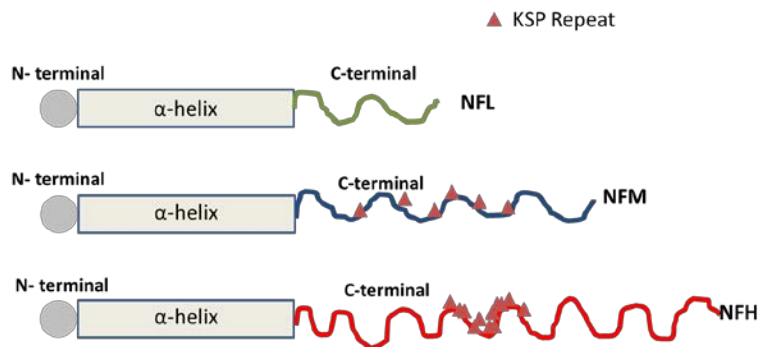 KSP Repeat
N- terminal
C-terminal
α-helix
NFL
N- terminal
C-terminal
α-helix
NFM
N- terminal
C-terminal
α-helix
NFH